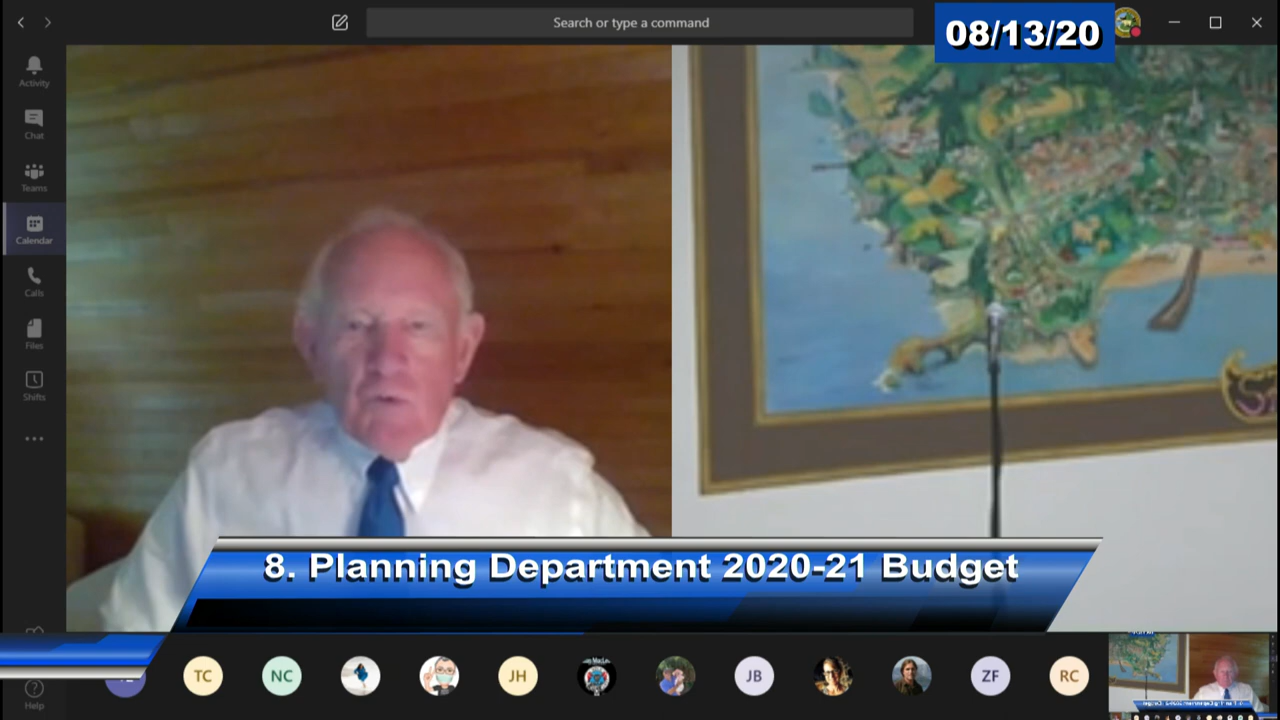 Search or type a command
08/13/20
Activity
Chat
Teams
Calendar
Calls
Files
Shifts
8. Planning Department 2020-21 Budget
TC
NC
JH
JB
ZF
RC
Help